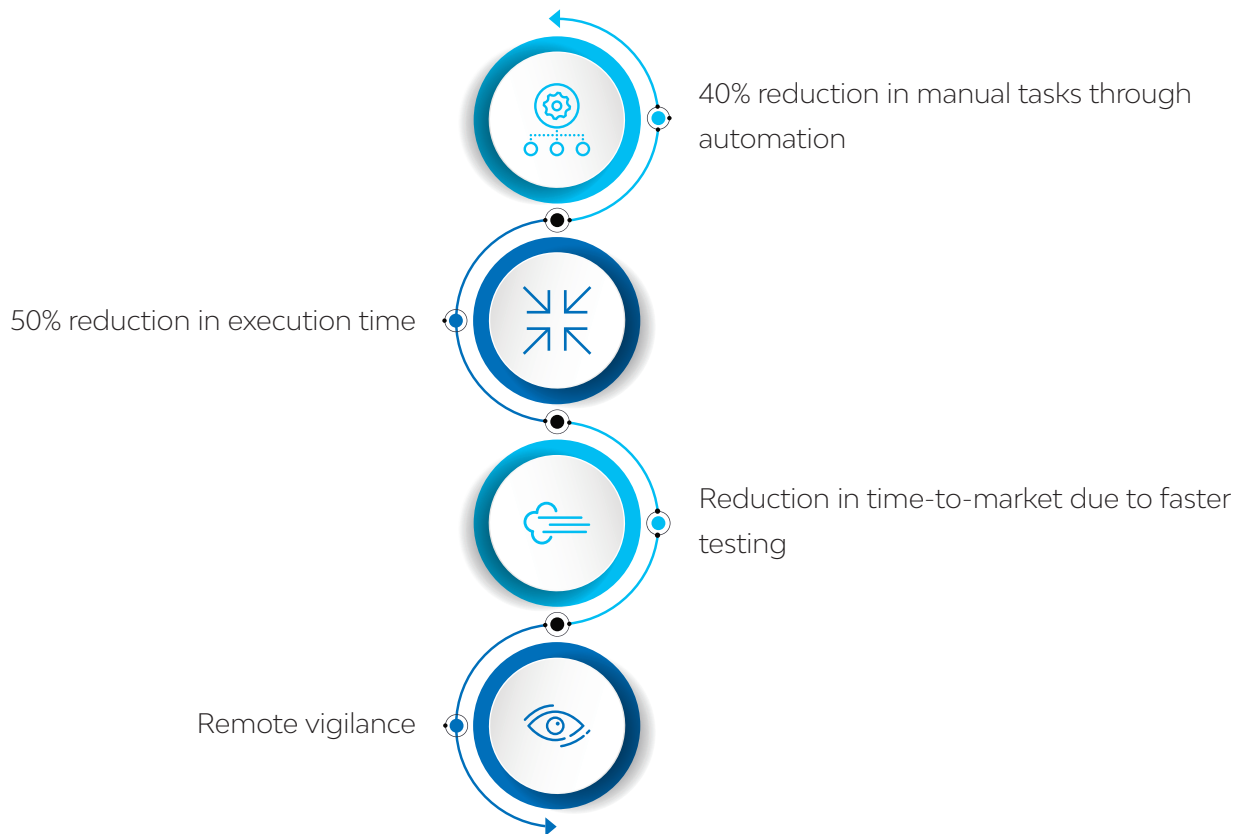 40% reduction in manual tasks through
automation
50% reduction in execution time
Reduction in time-to-market due to faster
testing
Remote vigilance